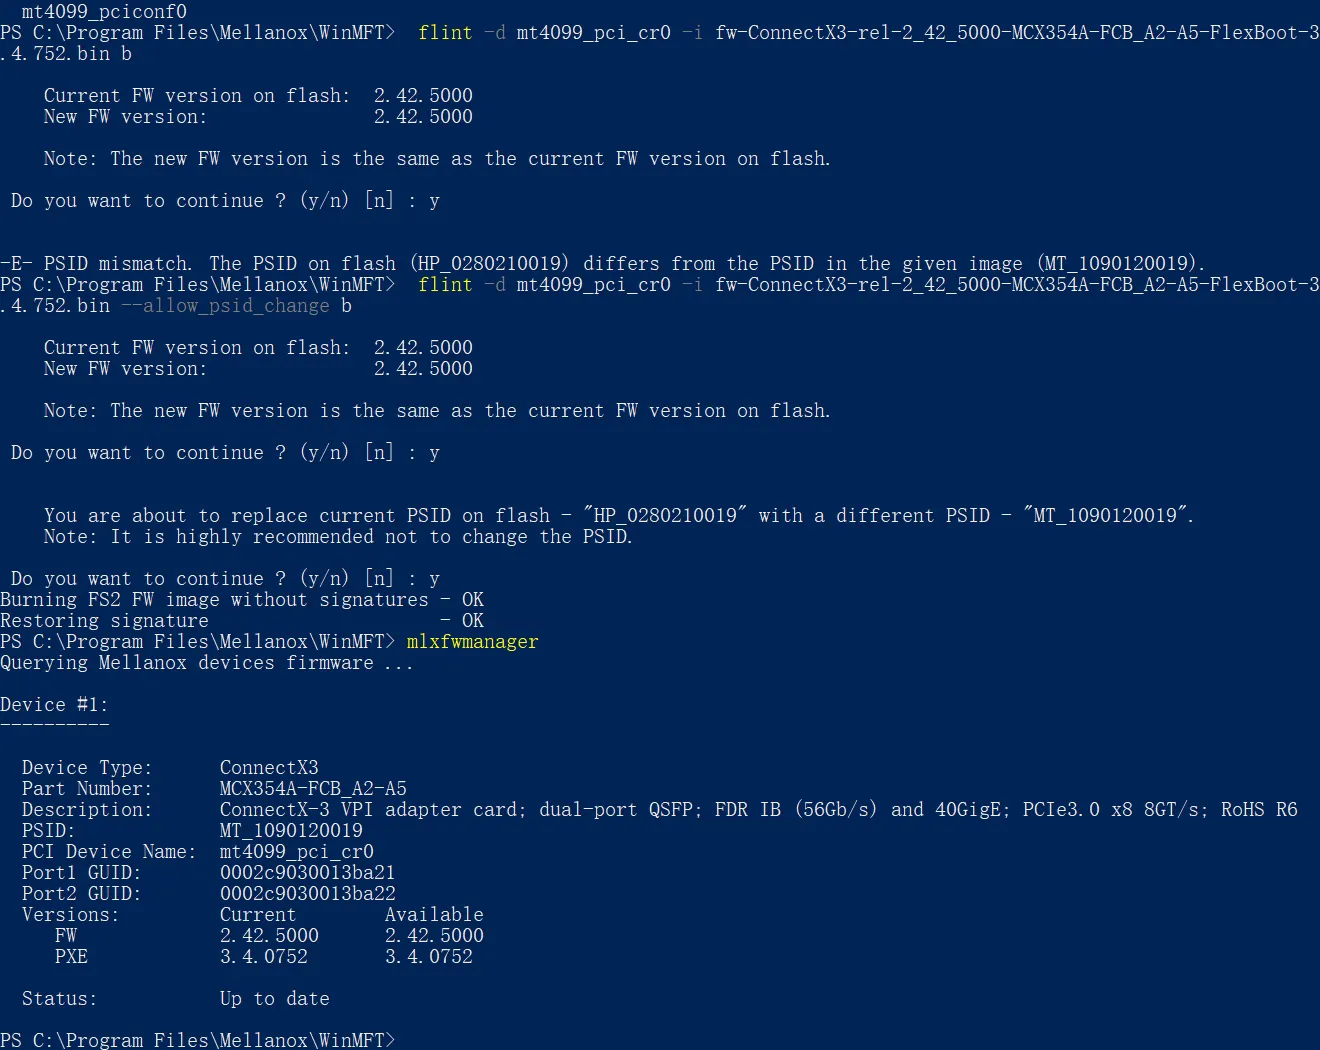 mt4099_pciconf0
PS C:\Program Files\Mellanox\WinMFT>  flint -d mt4099_pci_cr0 -i fw-ConnectX3-rel-2_42_5000-MCX354A-FCB_A2-A5-FlexBoot-3
.4.752.bin b
Current FW version on flash:  2.42.5000
New FW version:               2.42.5000
Note: The new FW version is the same as the current FW version on flash.
Do you want to continue ? (y/n) [n] : y
-E- PSID mismatch. The PSID on flash (HP_0280210019) differs from the PSID in the given image (MT_1090120019).
PS C:\Program Files\Mellanox\WinMFT>  flint -d mt4099_pci_cr0 -i fw-ConnectX3-rel-2_42_5000-MCX354A-FCB_A2-A5-FlexBoot-3
.4.752.bin --allow_psid_change b
Current FW version on flash:  2.42.5000
New FW version:               2.42.5000
Note: The new FW version is the same as the current FW version on flash.
Do you want to continue ? (y/n) [n] : y
You are about to replace current PSID on flash - "HP_0280210019" with a different PSID - "MT_1090120019".
Note: It is highly recommended not to change the PSID.
Do you want to continue ? (y/n) [n] : y
Burning FS2 FW image without signatures - OK
Restoring signature                     - OK
PS C:\Program Files\Mellanox\WinMFT> mlxfwmanager
Querying Mellanox devices firmware ...
Device #1:
----------
Device Type:      ConnectX3
Part Number:      MCX354A-FCB_A2-A5
Description:      ConnectX-3 VPI adapter card; dual-port QSFP; FDR IB (56Gb/s) and 40GigE; PCIe3.0 x8 8GT/s; RoHS R6
PSID:             MT_1090120019
PCI Device Name:  mt4099_pci_cr0
Port1 GUID:       0002c9030013ba21
Port2 GUID:       0002c9030013ba22
Versions:         Current        Available
FW             2.42.5000      2.42.5000
PXE            3.4.0752       3.4.0752
Status:           Up to date
PS C:\Program Files\Mellanox\WinMFT>